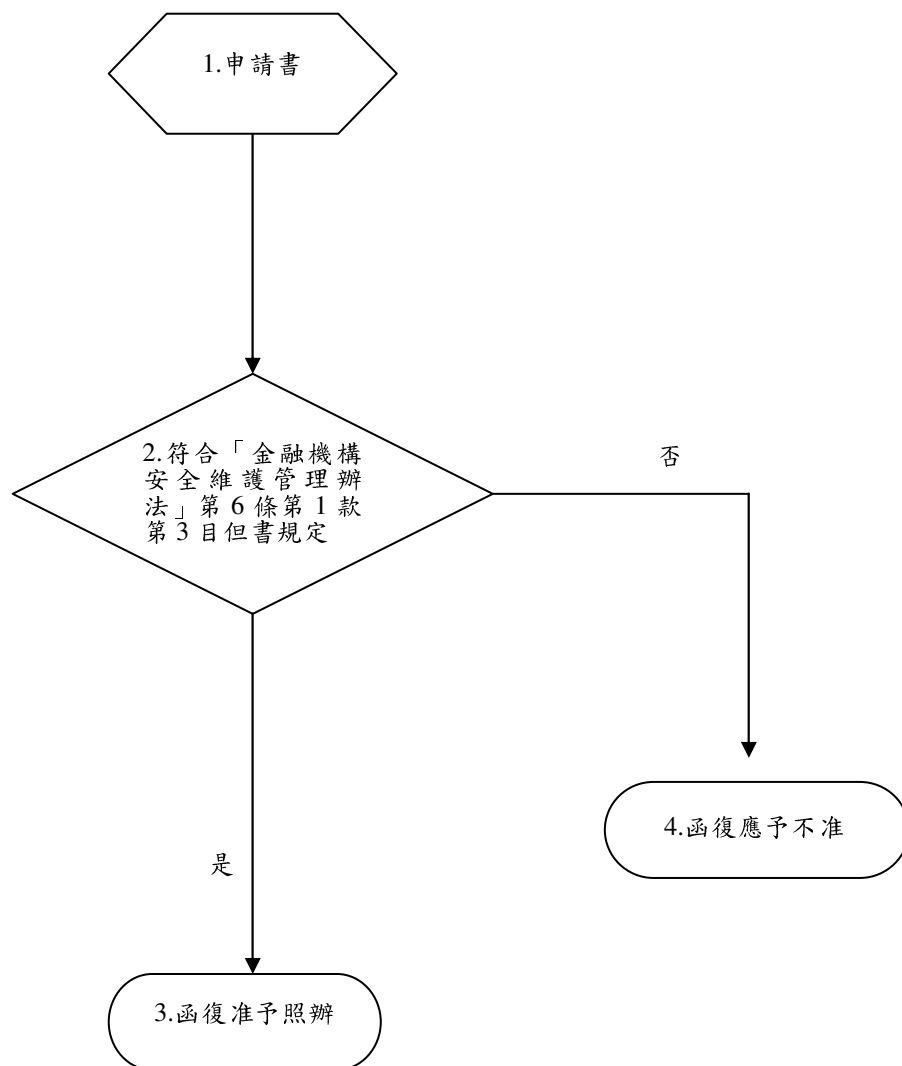 1.申請書
2.符合「金融機構
安全維護管理辦
法」第 6 條第 1 款
第 3 目但書規定
否
4.函復應予不准
是
3.函復准予照辦